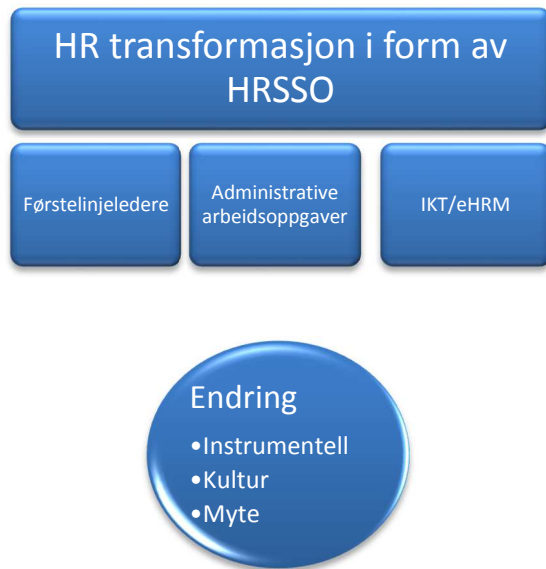 HR transformasjon i form av
HRSSO
Førstelinjeledere
Administrative
arbeidsoppgaver
IKT/eHRM
Endring
•Instrumentell
•Kultur
•Myte